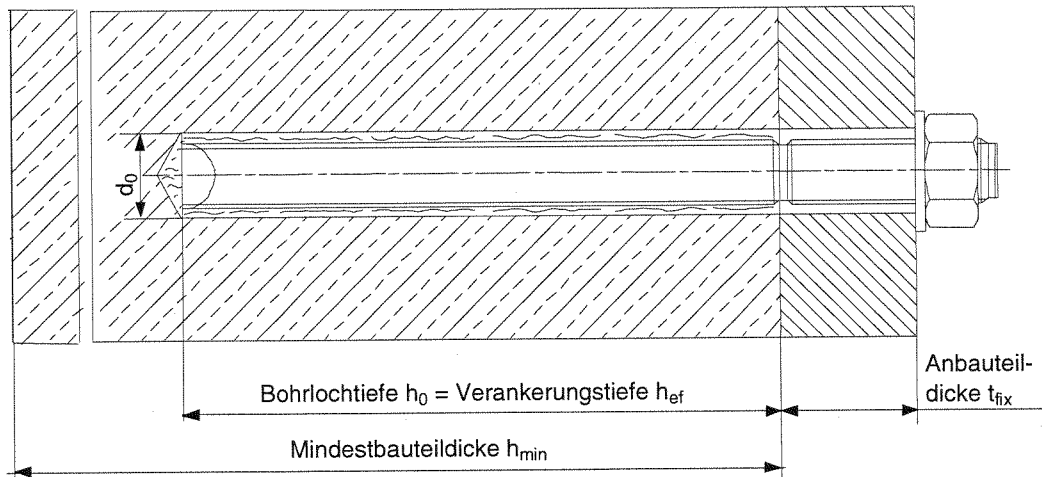 d0
Bohrlochtiefe h0 = Verankerungstiefe hef
Anbauteil-
dicke tfix
Mindestbauteildicke hmin